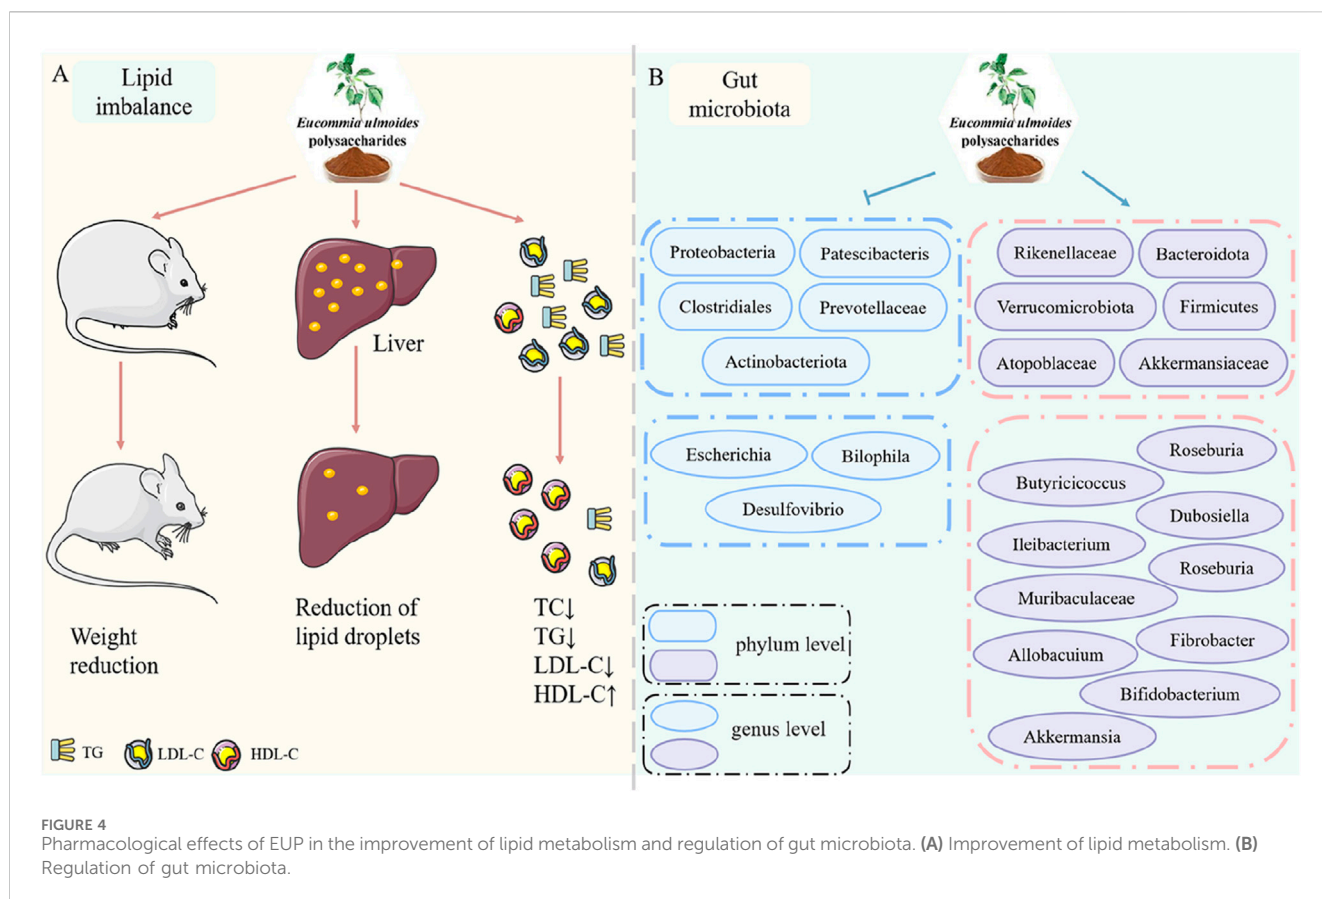 A
Lipid
imbalance
Eucommia ulmoides
polysaccharides
Liver
Weight
reduction
Reduction of
lipid droplets
TC↓
TG↓
LDL-C↓
HDL-C↑
TG
LDL-C
HDL-C
B
Gut
microbiota
Eucommia ulmoides
polysaccharides
Proteobacteria
Patescibacteris
Clostridiales
Prevotellaceae
Actinobacteriota
Rikenellaceae
Bacteroidota
Verrucomicrobiota
Firmicutes
Atopoblaceae
Akkermansiaceae
Escherichia
Bilophila
Desulfovibrio
Roseburia
Butyricicoccus
Dubosiella
Ileibacterium
Roseburia
Muribaculaceae
Fibrobacter
Allobacuium
Bifidobacterium
Akkermansia
phylum level
genus level
FIGURE 4
Pharmacological effects of EUP in the improvement of lipid metabolism and regulation of gut microbiota. (A) Improvement of lipid metabolism. (B)
Regulation of gut microbiota.